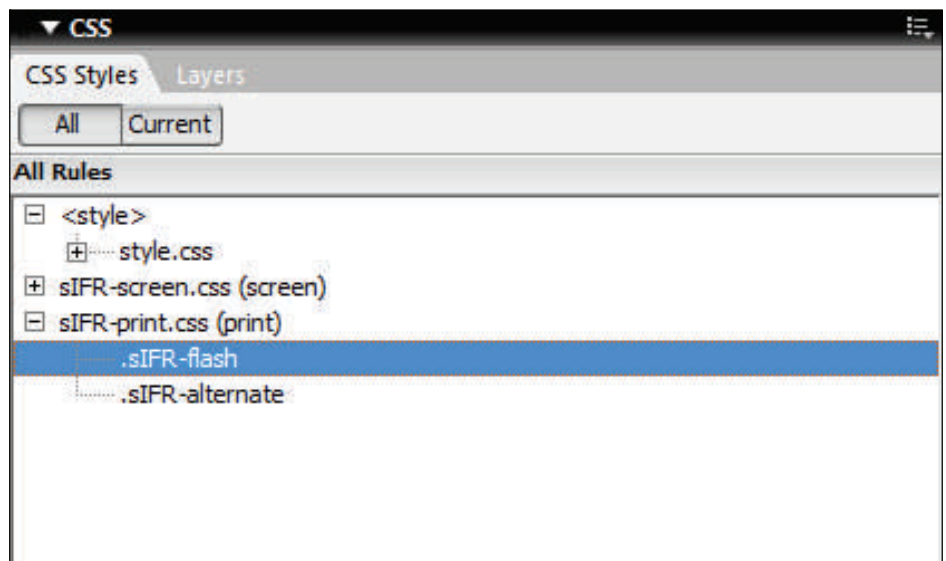 CSS
CSS Styles Layers
All Current
All Rules
<style>
style.css
sIFR-screen.css (screen)
sIFR-print.css (print)
.sIFR-flash
.sIFR-alternate